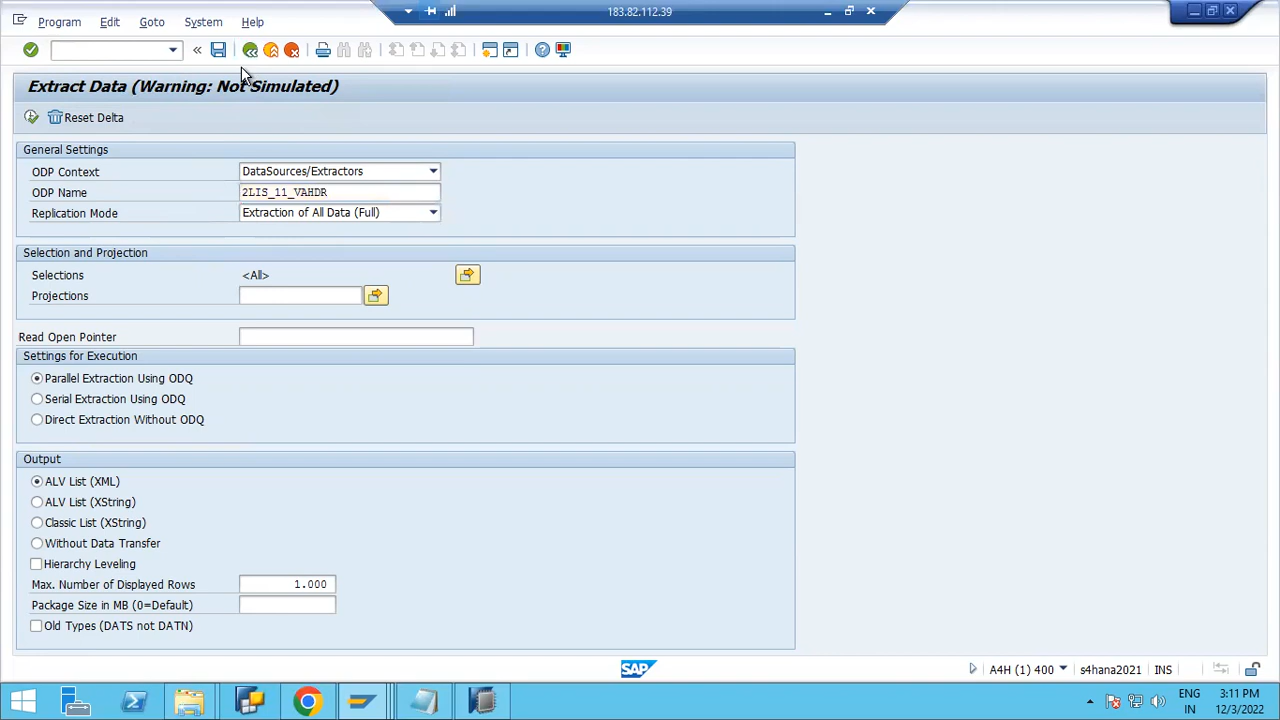 183.82.112.39
Program Edit Goto System Help
Extract Data (Warning: Not Simulated)
Reset Delta
General Settings
ODP Context DataSources/Extractors
ODP Name 2LIS_11_VAHDR
Replication Mode Extraction of All Data (Full)
Selection and Projection
Selections <All>
Projections
Read Open Pointer
Settings for Execution
Parallel Extraction Using ODQ
Serial Extraction Using ODQ
Direct Extraction Without ODQ
Output
ALV List (XML)
ALV List (XString)
Classic List (XString)
Without Data Transfer
Hierarchy Leveling
Max. Number of Displayed Rows 1.000
Package Size in MB (0=Default)
Old Types (DATS not DATN)
SAP
A4H (1) 400 s4hana2021 INS
ENG 3:11 PM
IN 12/3/2022